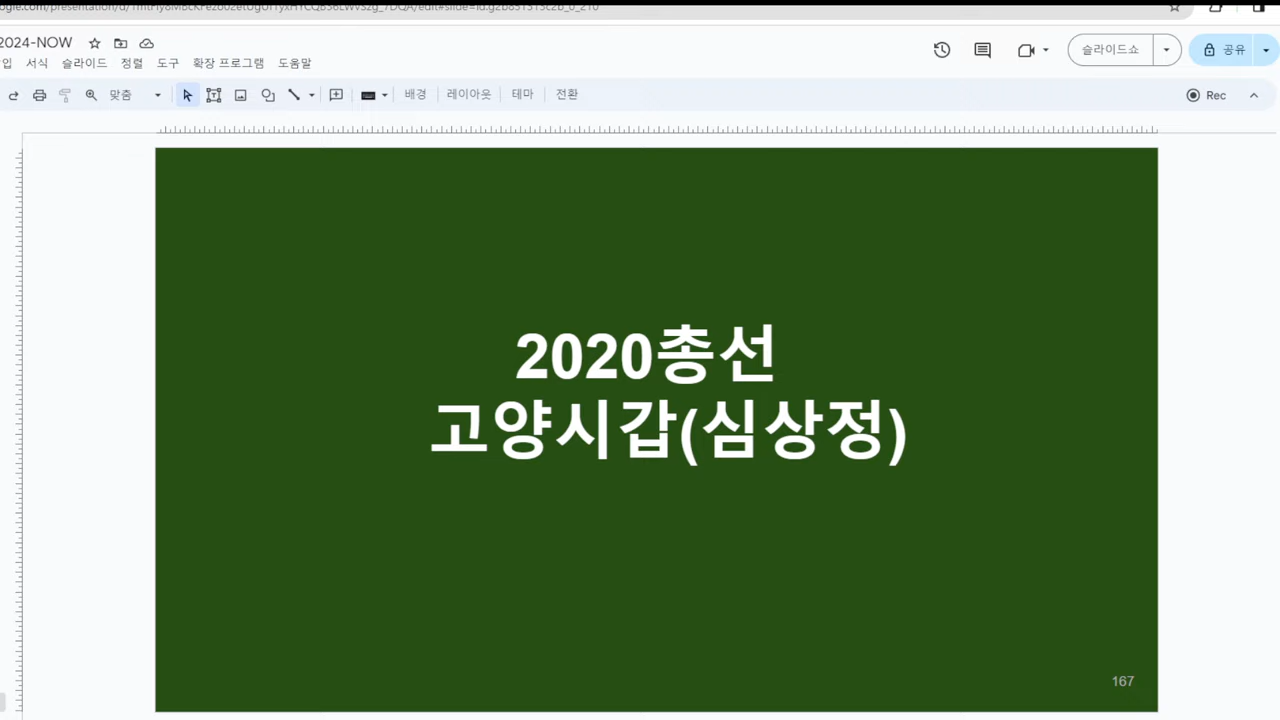 2024-NOW
입 서식 슬라이드 정렬 도구 확장 프로그램 도움말
슬라이드쇼
공유
맞춤
배경 레이아웃 테마 전환
Rec
2020총선
고양시갑(심상정)
167